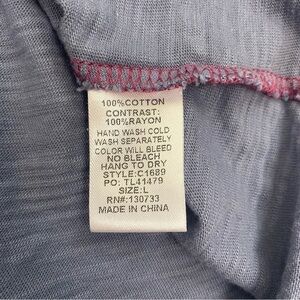 100%COTTON
CONTRAST:
100%RAYON
HAND WASH COLD
WASH SEPARATELY
COLOR WILL BLEED
NO BLEACH
HANG TO DRY
STYLE:C1689
PO: TL41479
SIZE:L
RN#:130733
MADE IN CHINA